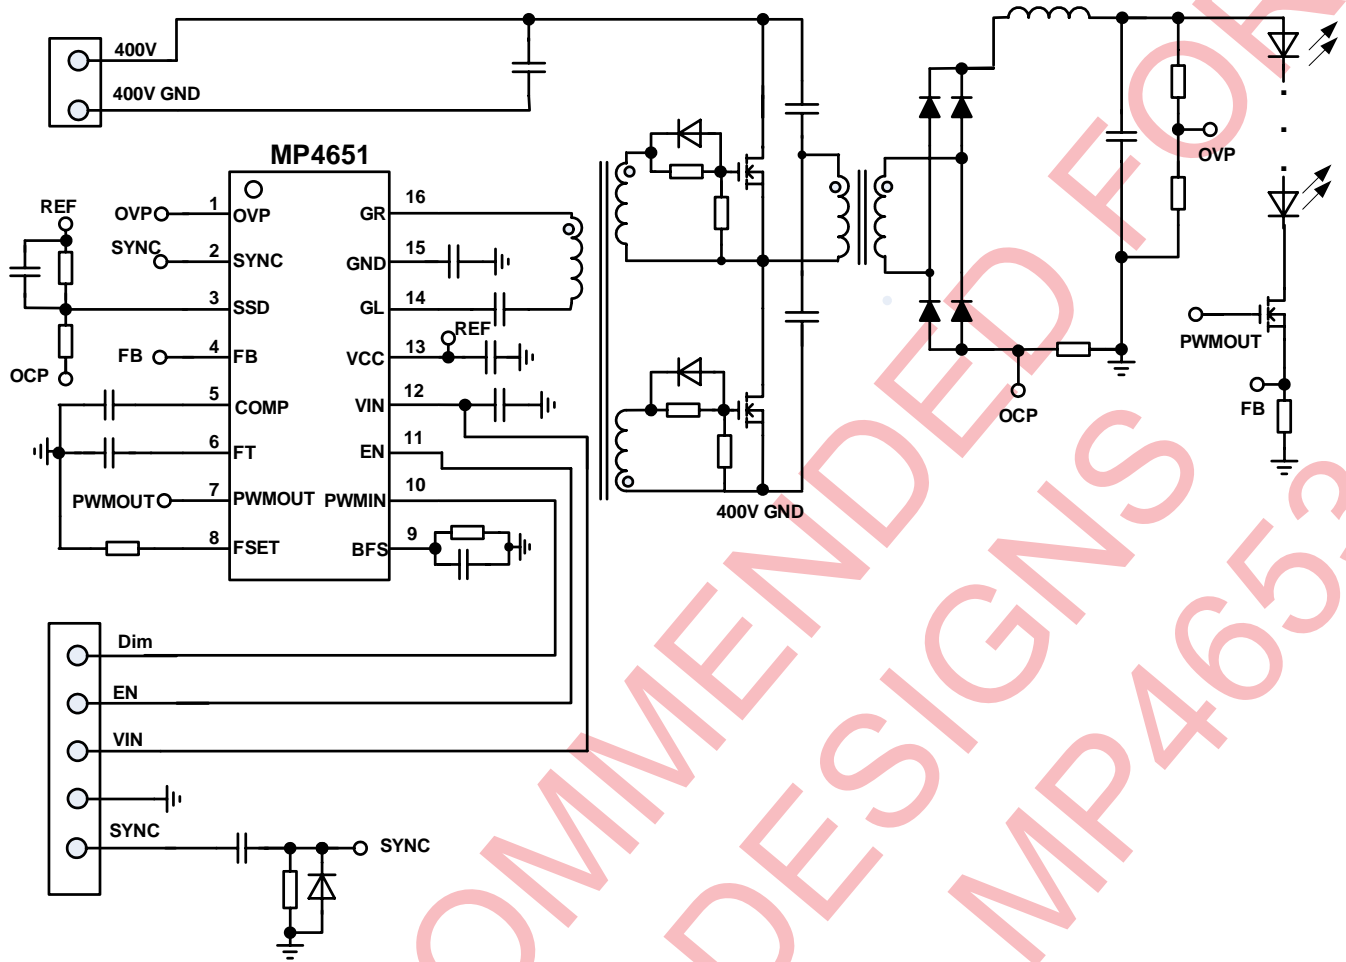 400V
400V GND
MP4651
REF
OVP
SYNC
OCP
FB
PWMOUT
1 OVP
2 SYNC
3 SSD
4 FB
5 COMP
6 FT
7 PWMOUT
8 FSET
GR 16
GND 15
GL 14
VCC 13
VIN 12
EN 11
PWMIN 10
BFS 9
REF
400V GND
OVP
OCP
PWMOUT
FB
Dim
EN
VIN
SYNC
SYNC
OMMENDED FOR
DESIGNS
MP4653